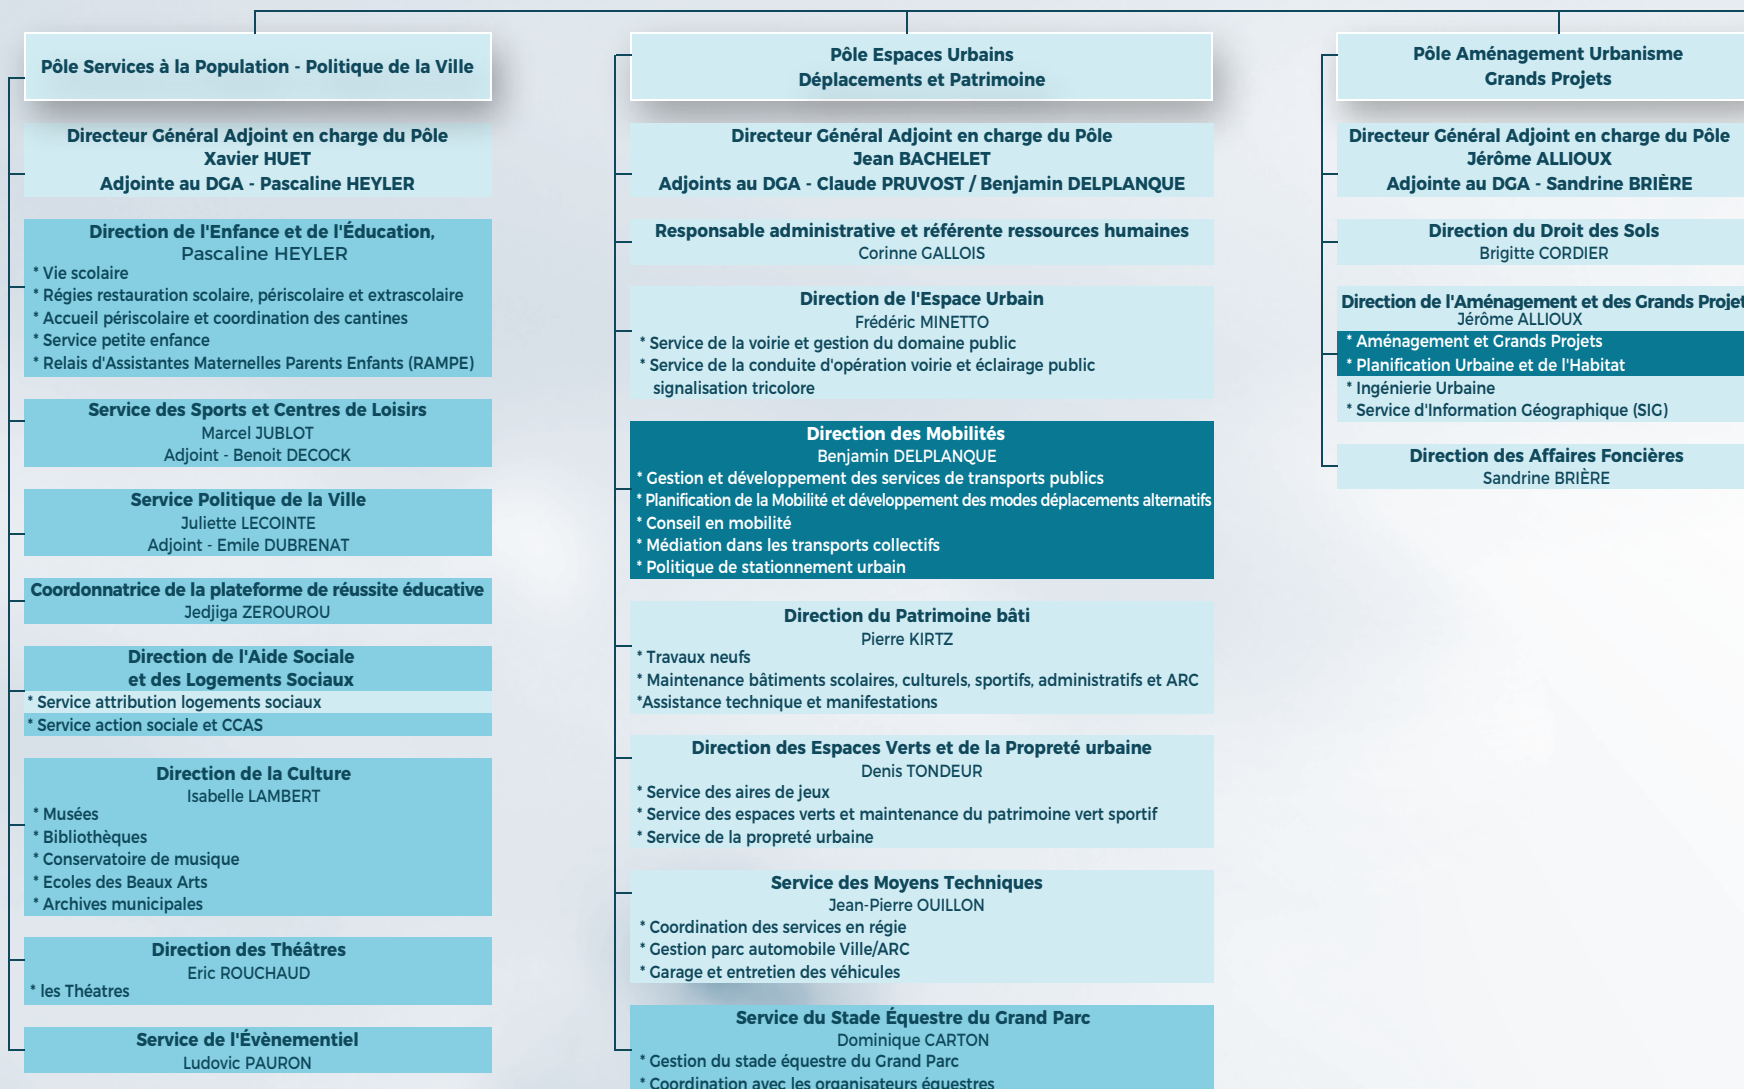 Pôle Services à la Population - Politique de la Ville
Directeur Général Adjoint en charge du Pôle
Xavier HUET
Adjointe au DGA - Pascaline HEYLER
Direction de l'Enfance et de l'Éducation,
Pascaline HEYLER
* Vie scolaire
* Régies restauration scolaire, périscolaire et extrascolaire
* Accueil périscolaire et coordination des cantines
* Service petite enfance
* Relais d'Assistantes Maternelles Parents Enfants (RAMPE)
Service des Sports et Centres de Loisirs
Marcel JUBLOT
Adjoint - Benoit DECOCK
Service Politique de la Ville
Juliette LECOINTE
Adjoint - Emile DUBRENAT
Coordonnatrice de la plateforme de réussite éducative
Jedjiga ZEROUROU
Direction de l'Aide Sociale
et des Logements Sociaux
* Service attribution logements sociaux
* Service action sociale et CCAS
Direction de la Culture
Isabelle LAMBERT
* Musées
* Bibliothèques
* Conservatoire de musique
* Ecoles des Beaux Arts
* Archives municipales
Direction des Théâtres
Eric ROUCHAUD
* les Théatres
Service de l'Évènementiel
Ludovic PAURON
Pôle Espaces Urbains
Déplacements et Patrimoine
Directeur Général Adjoint en charge du Pôle
Jean BACHELET
Adjoints au DGA - Claude PRUVOST / Benjamin DELPLANQUE
Responsable administrative et référente ressources humaines
Corinne GALLOIS
Direction de l'Espace Urbain
Frédéric MINETTO
* Service de la voirie et gestion du domaine public
* Service de la conduite d'opération voirie et éclairage public
signalisation tricolore
Direction des Mobilités
Benjamin DELPLANQUE
* Gestion et développement des services de transports publics
* Planification de la Mobilité et développement des modes déplacements alternatifs
* Conseil en mobilité
* Médiation dans les transports collectifs
* Politique de stationnement urbain
Direction du Patrimoine bâti
Pierre KIRTZ
* Travaux neufs
* Maintenance bâtiments scolaires, culturels, sportifs, administratifs et ARC
*Assistance technique et manifestations
Direction des Espaces Verts et de la Propreté urbaine
Denis TONDEUR
* Service des aires de jeux
* Service des espaces verts et maintenance du patrimoine vert sportif
* Service de la propreté urbaine
Service des Moyens Techniques
Jean-Pierre OUILLON
* Coordination des services en régie
* Gestion parc automobile Ville/ARC
* Garage et entretien des véhicules
Service du Stade Équestre du Grand Parc
Dominique CARTON
* Gestion du stade équestre du Grand Parc
* Coordination avec les organisateurs équestres
Pôle Aménagement Urbanisme
Grands Projets
Directeur Général Adjoint en charge du Pôle
Jérôme ALLIOUX
Adjointe au DGA - Sandrine BRIÈRE
Direction du Droit des Sols
Brigitte CORDIER
Direction de l'Aménagement et des Grands Projet
Jérôme ALLIOUX
* Aménagement et Grands Projets
* Planification Urbaine et de l'Habitat
* Ingénierie Urbaine
* Service d'Information Géographique (SIG)
Direction des Affaires Foncières
Sandrine BRIÈRE